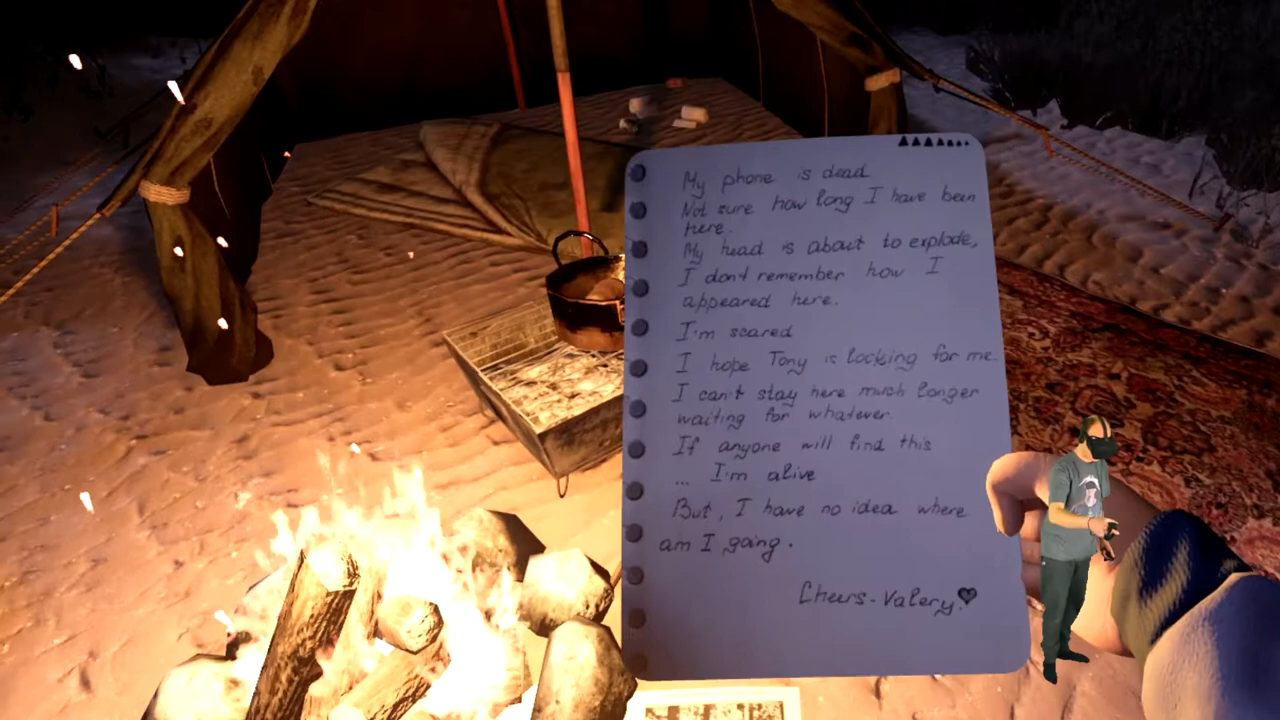 My phone is dead
Not sure how long I have been
here.
My head is about to explode,
I don't remember how I
appeared here.
I'm scared
I hope Tony is looking for me.
I can't stay here much longer
waiting for whatever.
If anyone will find this
... I'm alive
But, I have no idea where
am I going.
Cheers - Valery! ♥